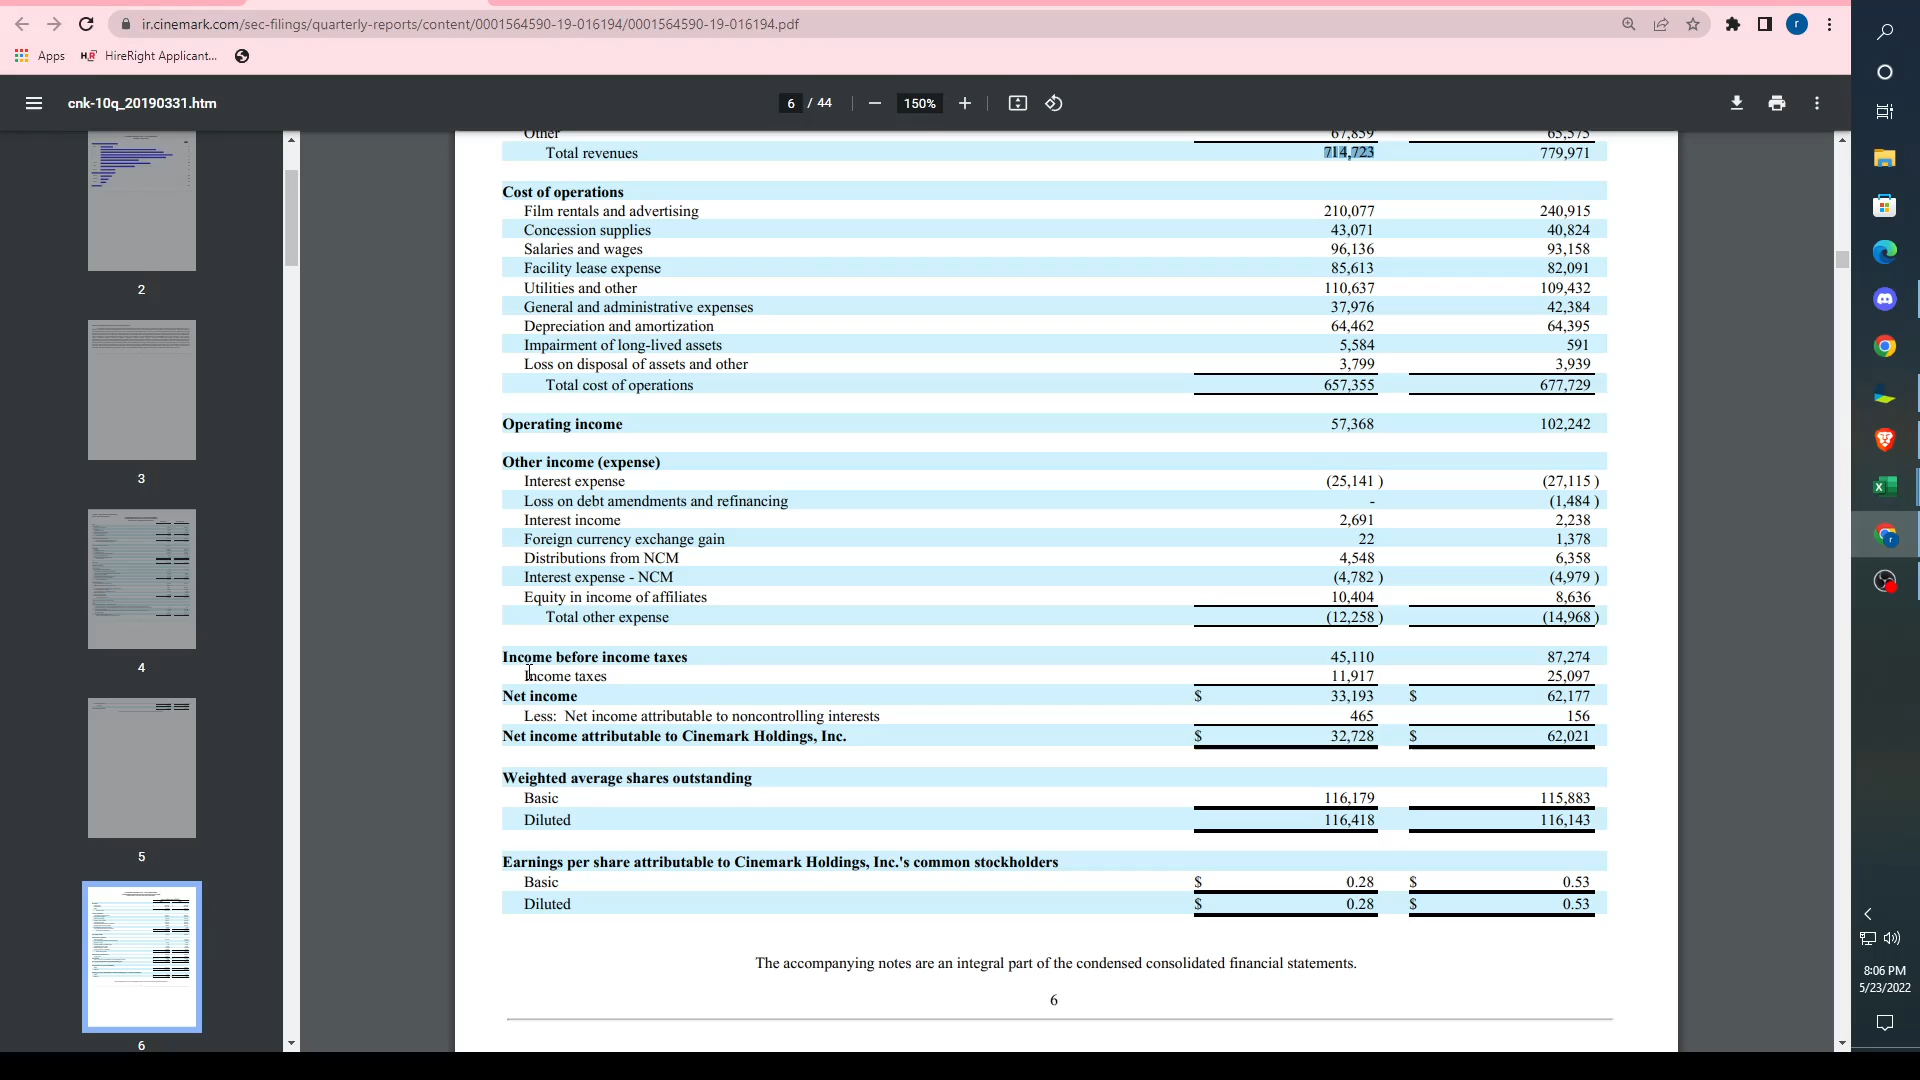 ir.cinemark.com/sec-filings/quarterly-reports/content/0001564590-19-016194/0001564590-19-016194.pdf
r
Apps HR HireRight Applicant...
cnk-10q_20190331.htm
6 / 44
150%
Other 67,859 65,575
Total revenues 714,723 779,971
Cost of operations
Film rentals and advertising 210,077 240,915
Concession supplies 43,071 40,824
Salaries and wages 96,136 93,158
Facility lease expense 85,613 82,091
Utilities and other 110,637 109,432
General and administrative expenses 37,976 42,384
Depreciation and amortization 64,462 64,395
Impairment of long-lived assets 5,584 591
Loss on disposal of assets and other 3,799 3,939
Total cost of operations 657,355 677,729
Operating income 57,368 102,242
Other income (expense)
Interest expense (25,141 ) (27,115 )
Loss on debt amendments and refinancing - (1,484 )
Interest income 2,691 2,238
Foreign currency exchange gain 22 1,378
Distributions from NCM 4,548 6,358
Interest expense - NCM (4,782 ) (4,979 )
Equity in income of affiliates 10,404 8,636
Total other expense (12,258 ) (14,968 )
Income before income taxes 45,110 87,274
Income taxes 11,917 25,097
Net income $ 33,193 $ 62,177
Less: Net income attributable to noncontrolling interests 465 156
Net income attributable to Cinemark Holdings, Inc. $ 32,728 $ 62,021
Weighted average shares outstanding
Basic 116,179 115,883
Diluted 116,418 116,143
Earnings per share attributable to Cinemark Holdings, Inc.'s common stockholders
Basic $ 0.28 $ 0.53
Diluted $ 0.28 $ 0.53
The accompanying notes are an integral part of the condensed consolidated financial statements.
6
2
3
4
5
6
8:06 PM
5/23/2022